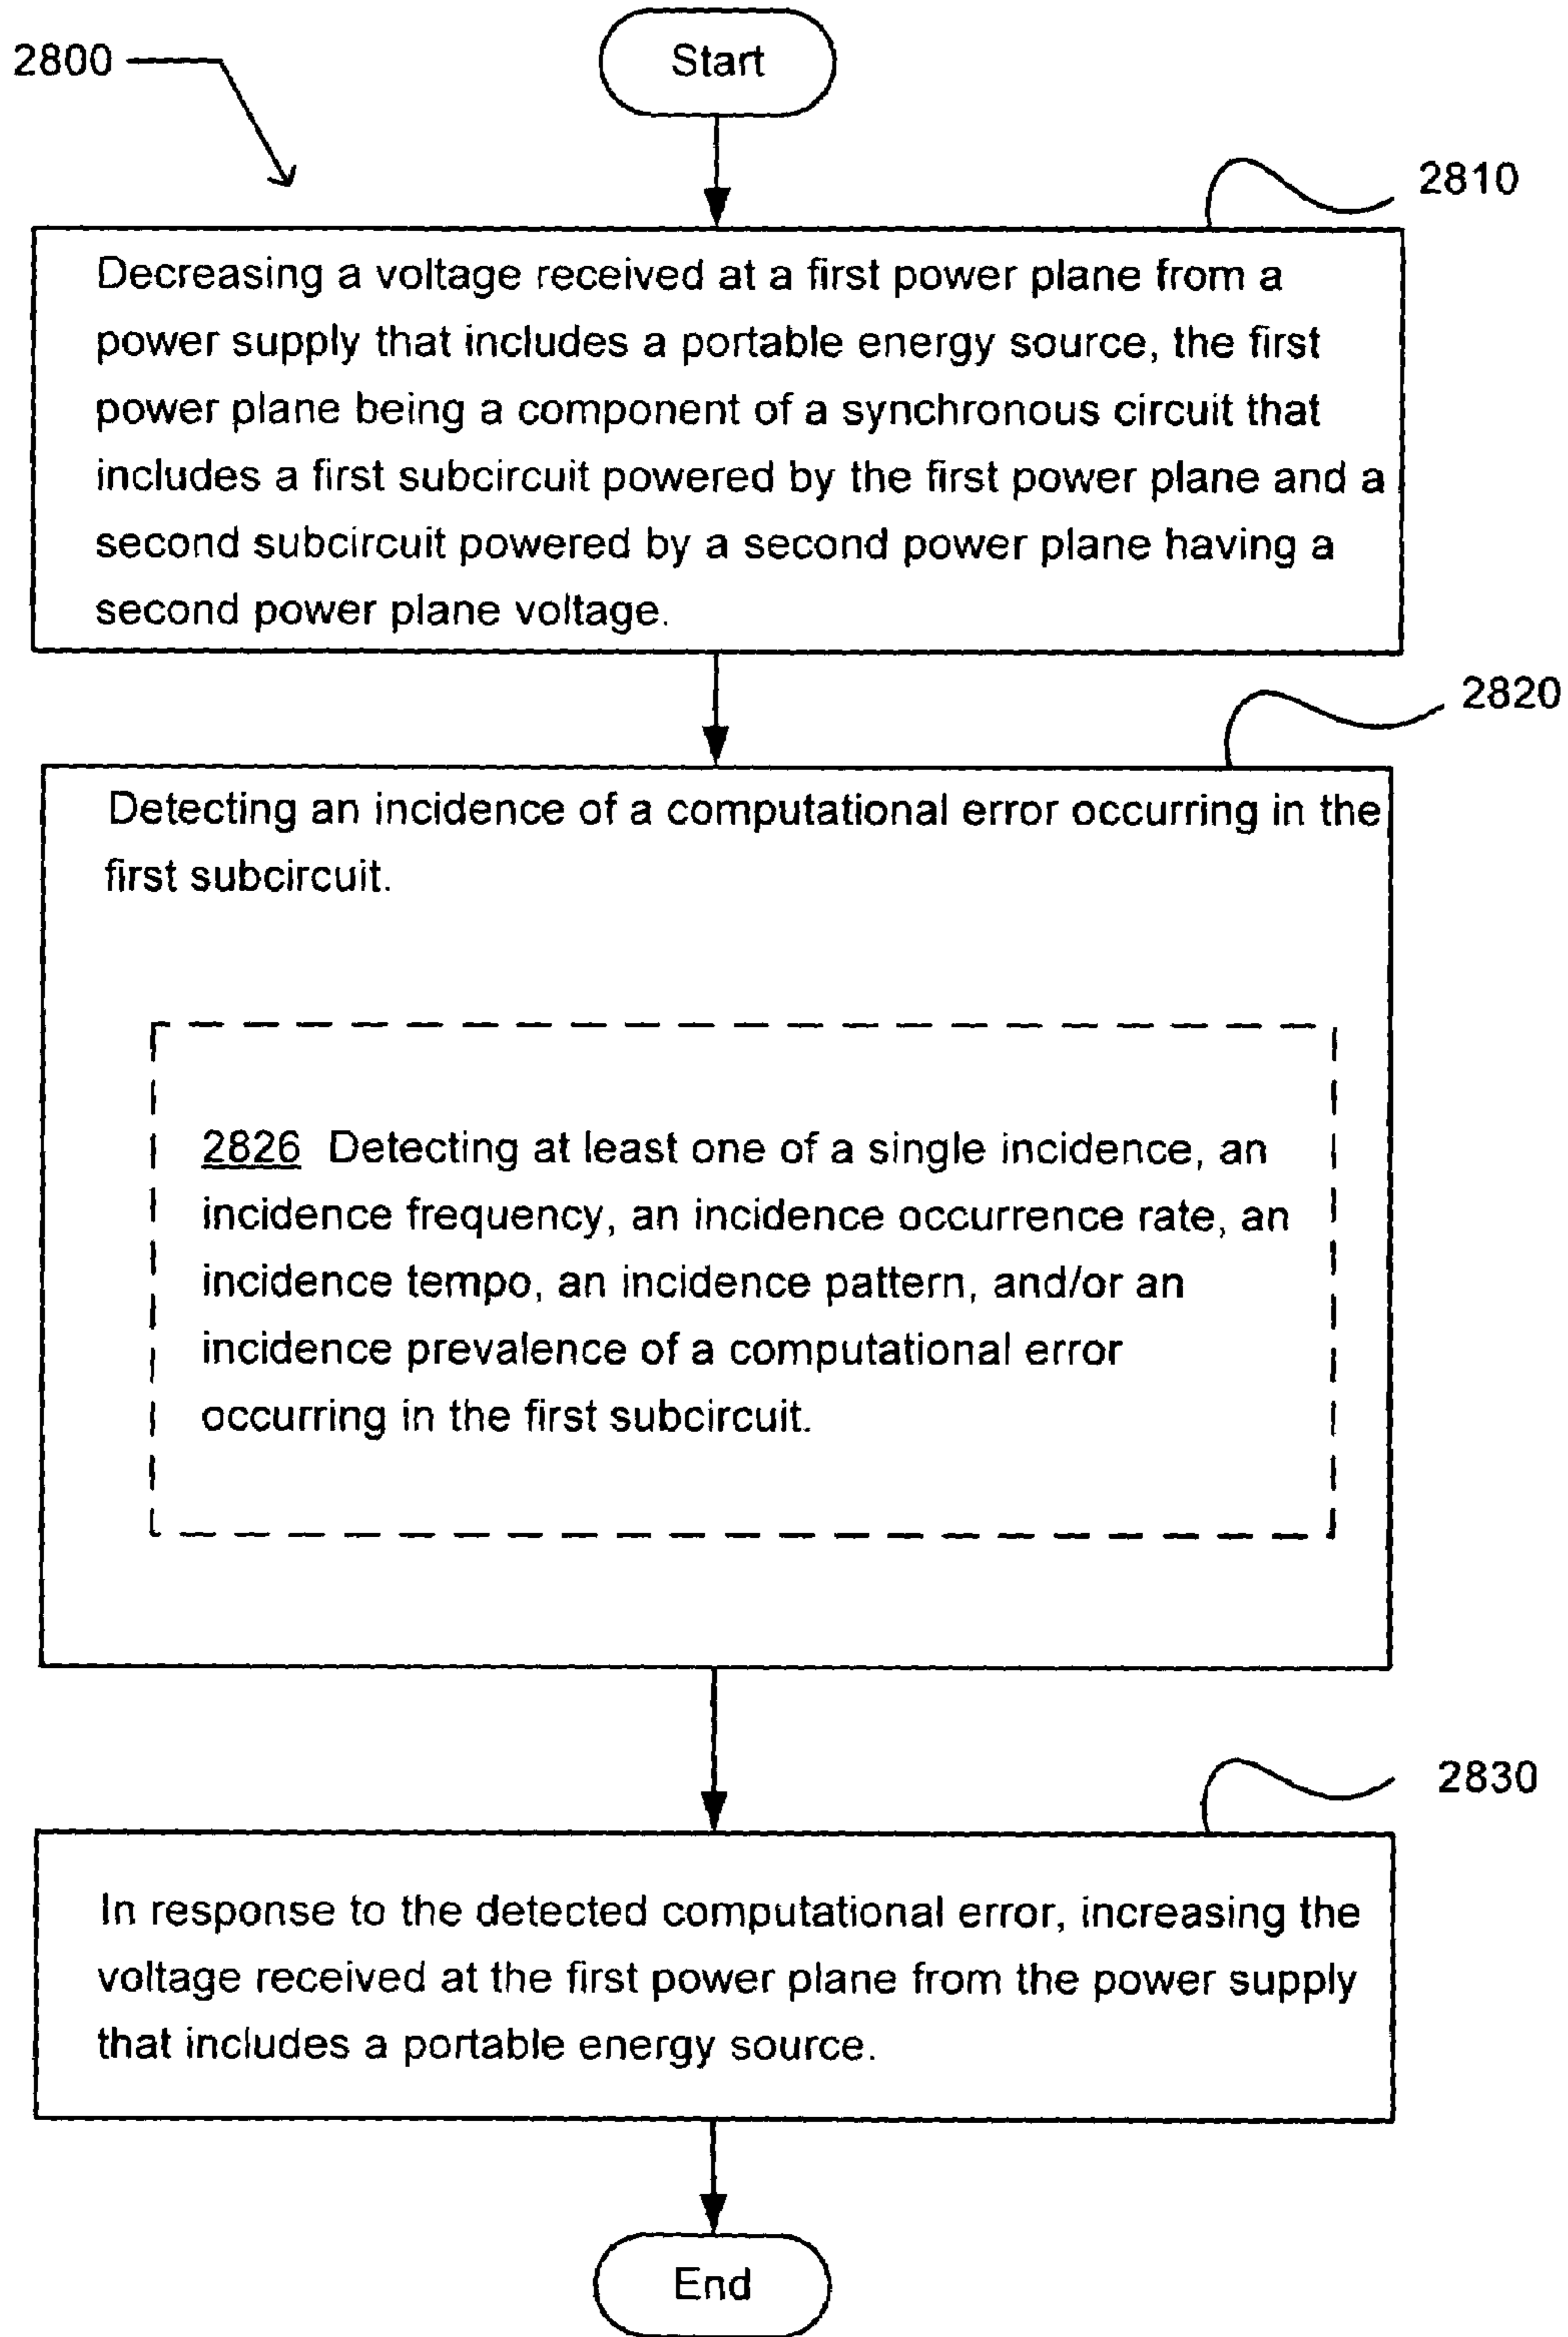 2800
Start
2810
Decreasing a voltage received at a first power plane from a
power supply that includes a portable energy source, the first
power plane being a component of a synchronous circuit that
includes a first subcircuit powered by the first power plane and a
second subcircuit powered by a second power plane having a
second power plane voltage.
2820
Detecting an incidence of a computational error occurring in the
first subcircuit.
2826 Detecting at least one of a single incidence, an
incidence frequency, an incidence occurrence rate, an
incidence tempo, an incidence pattern, and/or an
incidence prevalence of a computational error
occurring in the first subcircuit.
2830
In response to the detected computational error, increasing the
voltage received at the first power plane from the power supply
that includes a portable energy source.
End